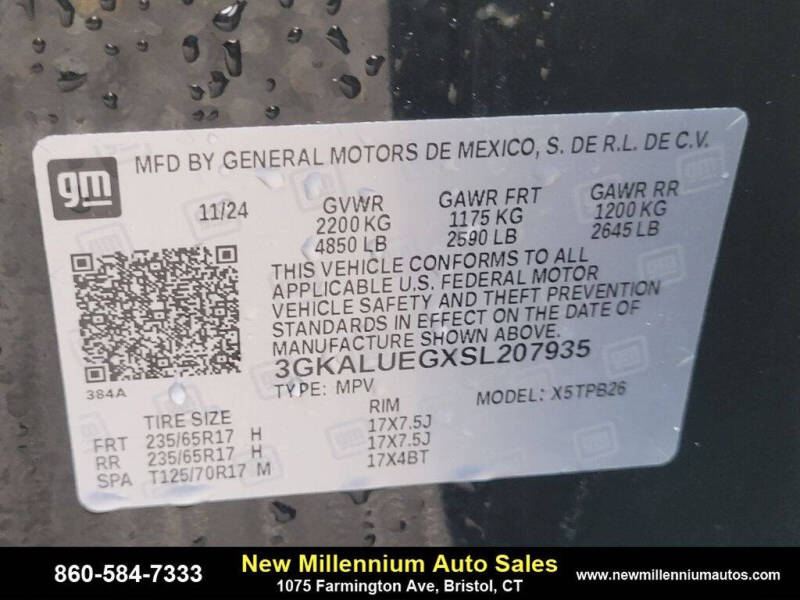 gm
MFD BY GENERAL MOTORS DE MEXICO, S. DE R.L. DE C.V.
11/24 GVWR GAWR FRT GAWR RR
2200 KG 1175 KG 1200 KG
4850 LB 2590 LB 2645 LB
THIS VEHICLE CONFORMS TO ALL
APPLICABLE U.S. FEDERAL MOTOR
VEHICLE SAFETY AND THEFT PREVENTION
STANDARDS IN EFFECT ON THE DATE OF
MANUFACTURE SHOWN ABOVE.
3GKALUEGXSL207935
384A
TYPE: MPV MODEL: X5TPB26
TIRE SIZE RIM
FRT 235/65R17 H 17X7.5J
RR 235/65R17 H 17X7.5J
SPA T125/70R17 M 17X4BT
860-584-7333
New Millennium Auto Sales
1075 Farmington Ave, Bristol, CT
www.newmillenniumautos.com